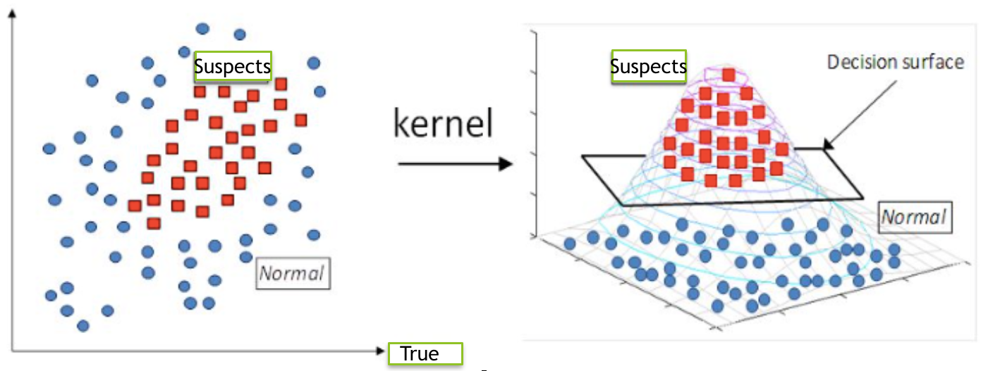 Suspects
Normal
True
kernel
Suspects
Decision surface
Normal